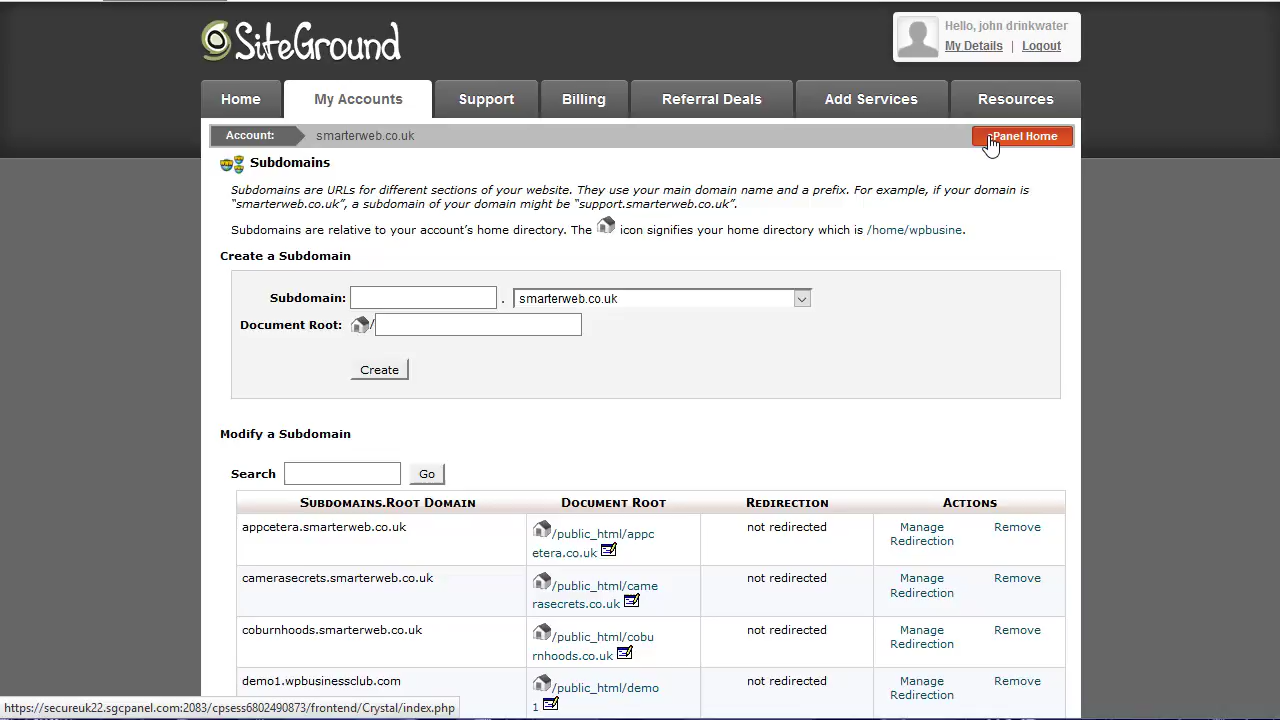 SiteGround
Hello, john drinkwater
My Details | Logout
Home
My Accounts
Support
Billing
Referral Deals
Add Services
Resources
Account:
smarterweb.co.uk
Panel Home
Subdomains
Subdomains are URLs for different sections of your website. They use your main domain name and a prefix. For example, if your domain is
“smarterweb.co.uk”, a subdomain of your domain might be “support.smarterweb.co.uk”.
Subdomains are relative to your account’s home directory. The icon signifies your home directory which is /home/wpbusine.
Create a Subdomain
Subdomain: . smarterweb.co.uk
Document Root: /
Create
Modify a Subdomain
Search Go
Subdomains.Root Domain Document Root Redirection Actions
appcetera.smarterweb.co.uk
/public_html/appc
etera.co.uk
not redirected
Manage
Redirection
Remove
camerasecrets.smarterweb.co.uk
/public_html/came
rasecrets.co.uk
not redirected
Manage
Redirection
Remove
coburnhoods.smarterweb.co.uk
/public_html/cobu
rnhoods.co.uk
not redirected
Manage
Redirection
Remove
demo1.wpbusinessclub.com
/public_html/demo
1
not redirected
Manage
Redirection
Remove
https://secureuk22.sgcpanel.com:2083/cpsess6802490873/frontend/Crystal/index.php